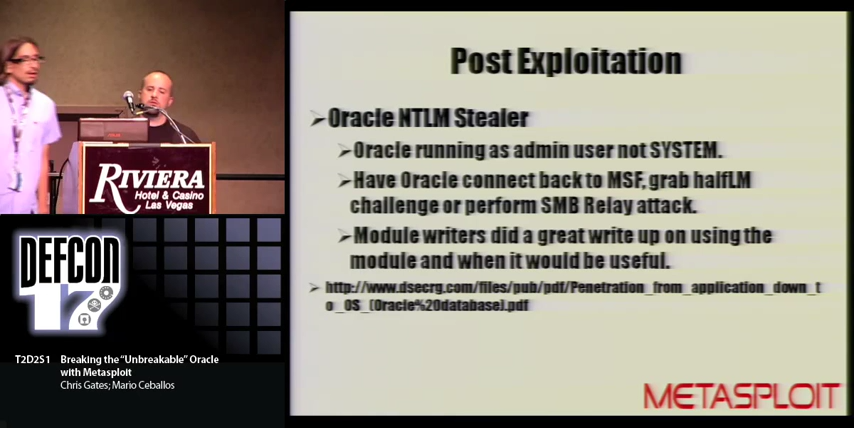 Post Exploitation
➢Oracle NTLM Stealer
➢Oracle running as admin user not SYSTEM.
➢Have Oracle connect back to MSF, grab halfLM
challenge or perform SMB Relay attack.
➢Module writers did a great write up on using the
module and when it would be useful.
➢ http://www.dsecrg.com/files/pub/pdf/Penetration_from_application_down_t
o_OS_(Oracle%20database).pdf
METASPLOIT
RIVIERA
Hotel & Casino
Las Vegas
DEFCON
17
T2D2S1 Breaking the “Unbreakable” Oracle
with Metasploit
Chris Gates; Mario Ceballos